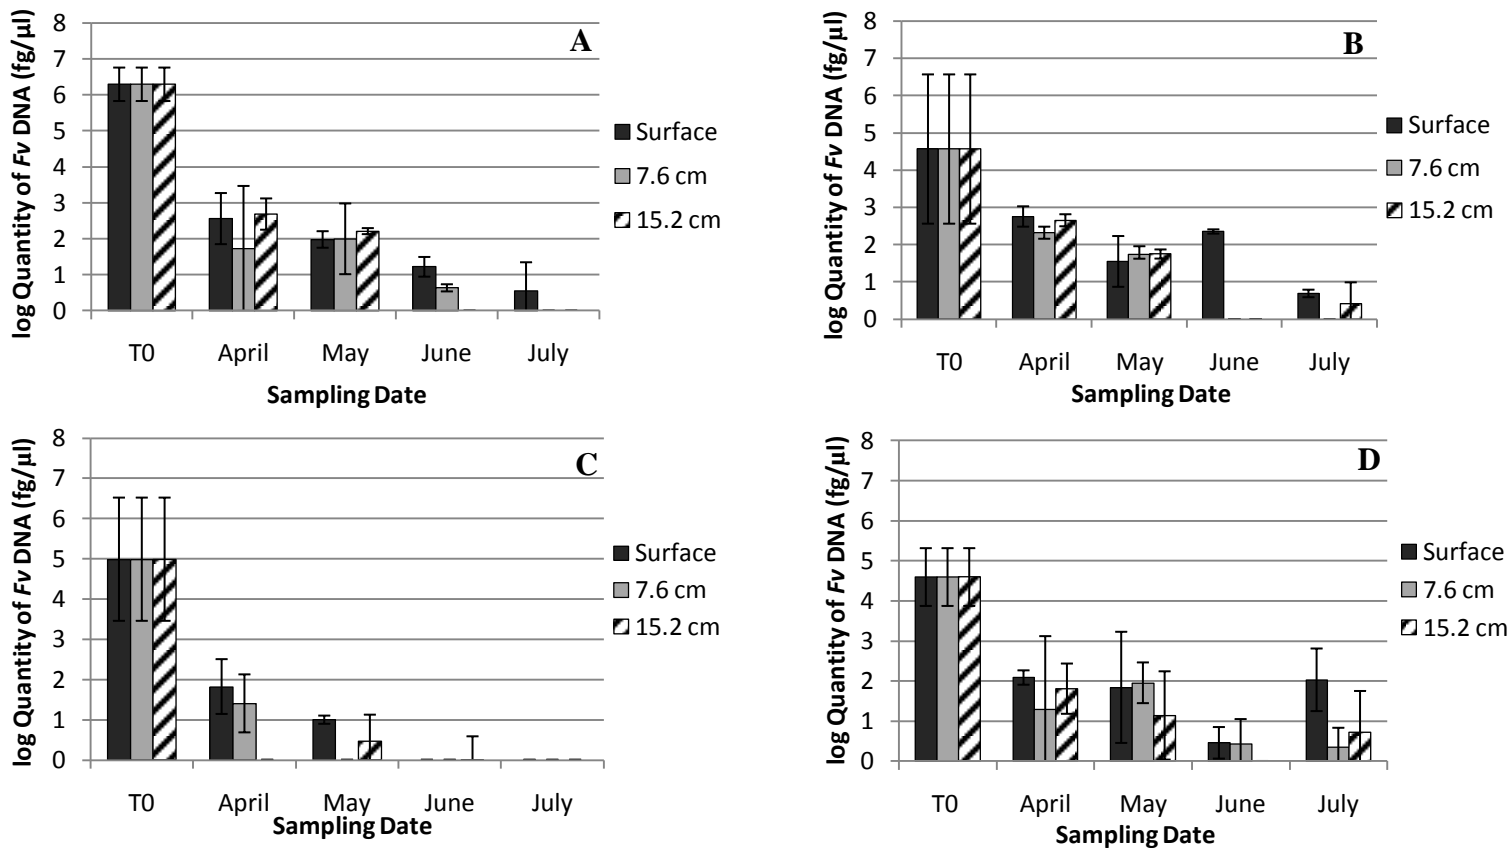 log Quantity of Fv DNA (fg/µl)
8
7
6
5
4
3
2
1
0
A
T0 April May June July
Sampling Date
Surface
7.6 cm
15.2 cm
log Quantity of Fv DNA (fg/µl)
8
7
6
5
4
3
2
1
0
B
T0 April May June July
Sampling Date
Surface
7.6 cm
15.2 cm
log Quantity of Fv DNA (fg/µl)
8
7
6
5
4
3
2
1
0
C
T0 April May June July
Sampling Date
Surface
7.6 cm
15.2 cm
log Quantity of Fv DNA (fg/µl)
8
7
6
5
4
3
2
1
0
D
T0 April May June July
Sampling Date
Surface
7.6 cm
15.2 cm